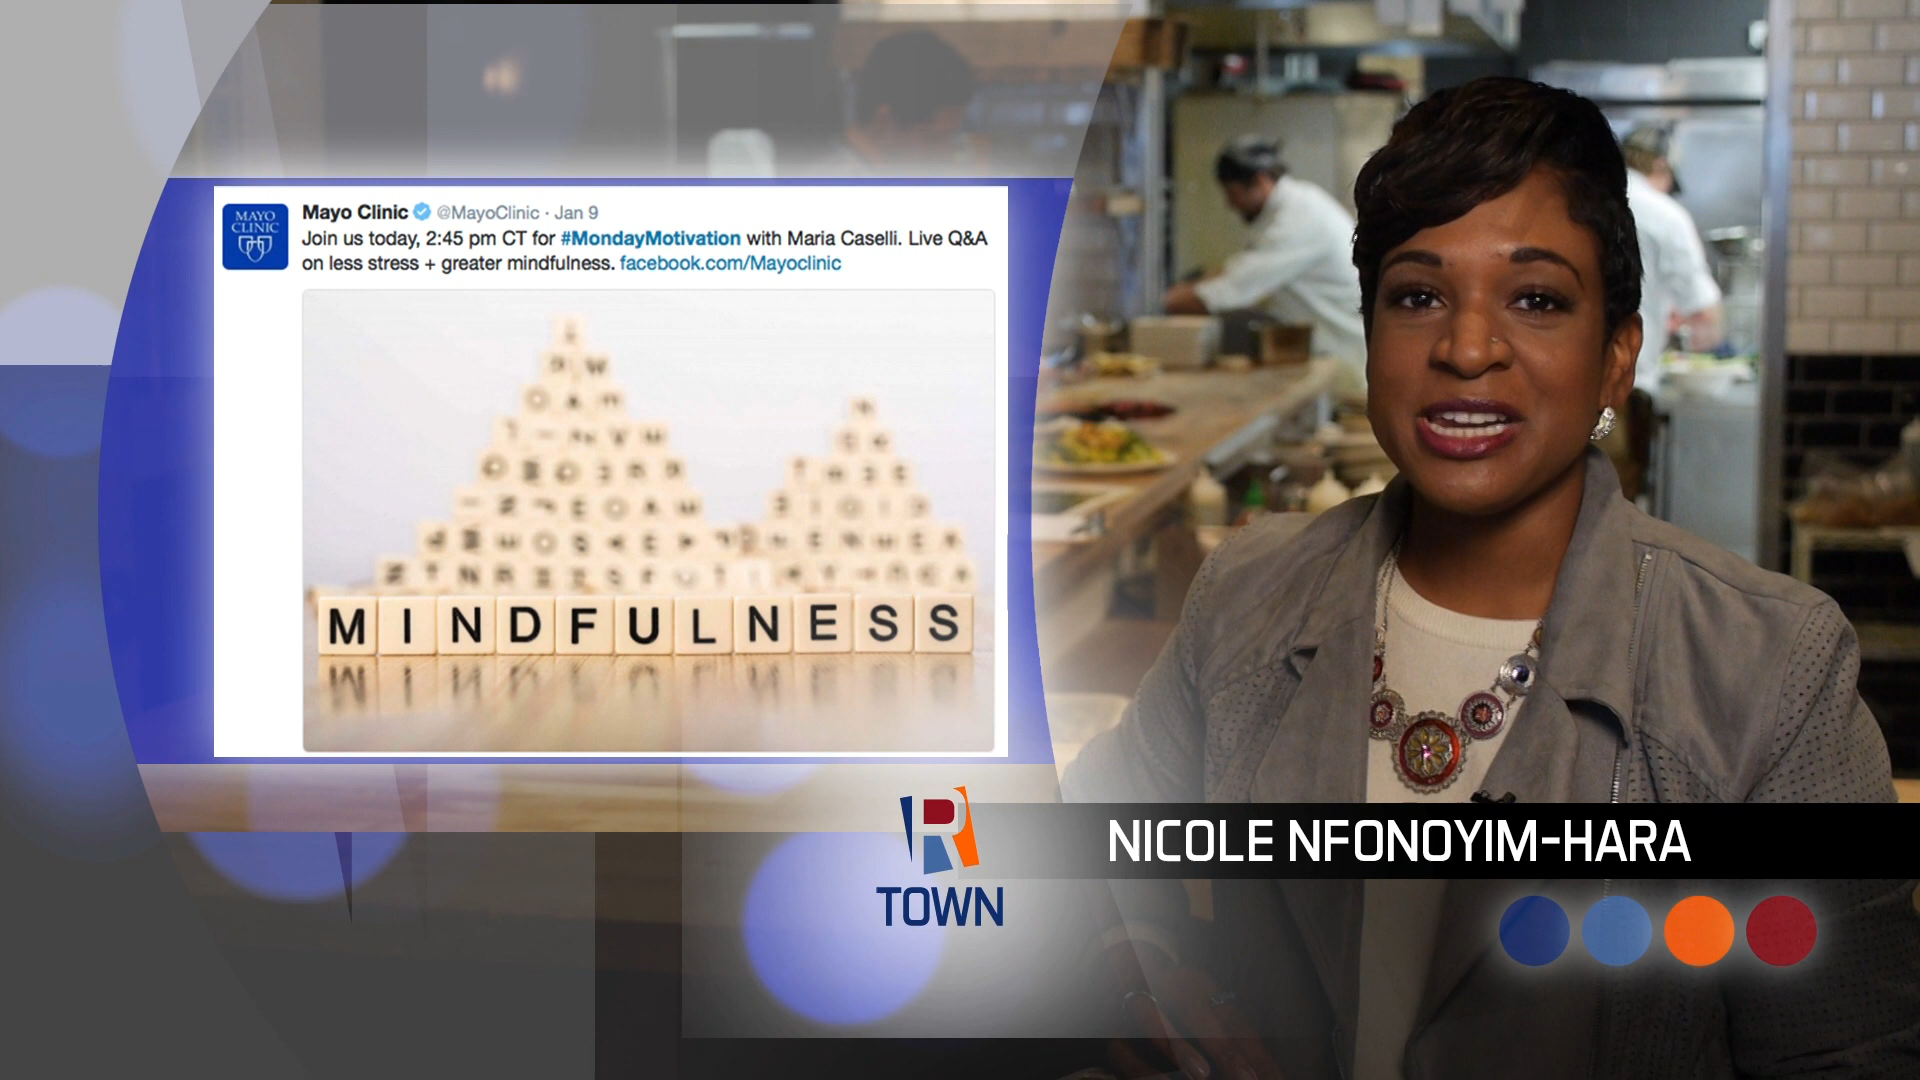 MAYO
CLINIC
Mayo Clinic @MayoClinic · Jan 9
Join us today, 2:45 pm CT for #MondayMotivation with Maria Caselli. Live Q&A
on less stress + greater mindfulness. facebook.com/Mayoclinic
MINDFULNESS
R
TOWN
NICOLE NFONOYIM-HARA